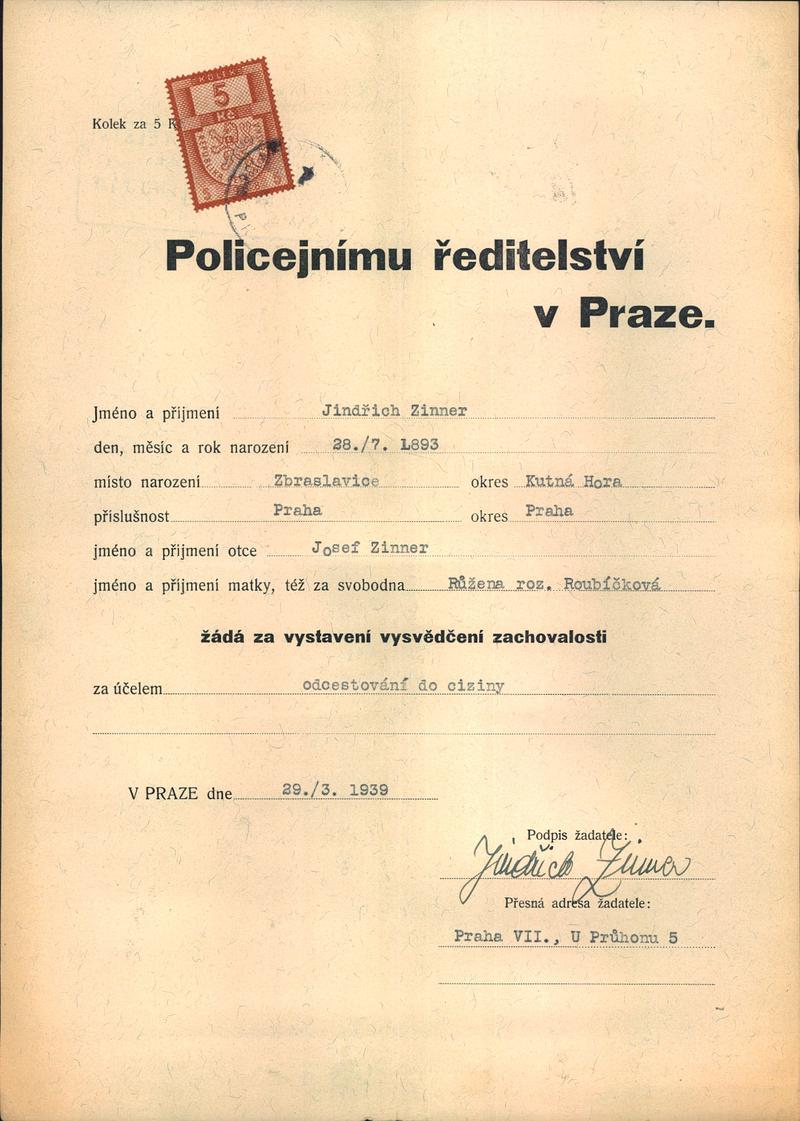 Kolek za 5 K
KOLEK
5
Kč
5 5
Policejnímu ředitelství
v Praze.
Jméno a příjmení Jindřich Zinner
den, měsíc a rok narození 28./7. 1893
místo narození Zbraslavice okres Kutná Hora
příslušnost Praha okres Praha
jméno a příjmení otce Josef Zinner
jméno a příjmení matky, též za svobodna Růžena roz. Roubíčková
žádá za vystavení vysvědčení zachovalosti
za účelem odcestování do ciziny
V PRAZE dne 29./3. 1939
Podpis žadatele:
Jindřich Zinner
Přesná adresa žadatele:
Praha VII., U Průhonu 5